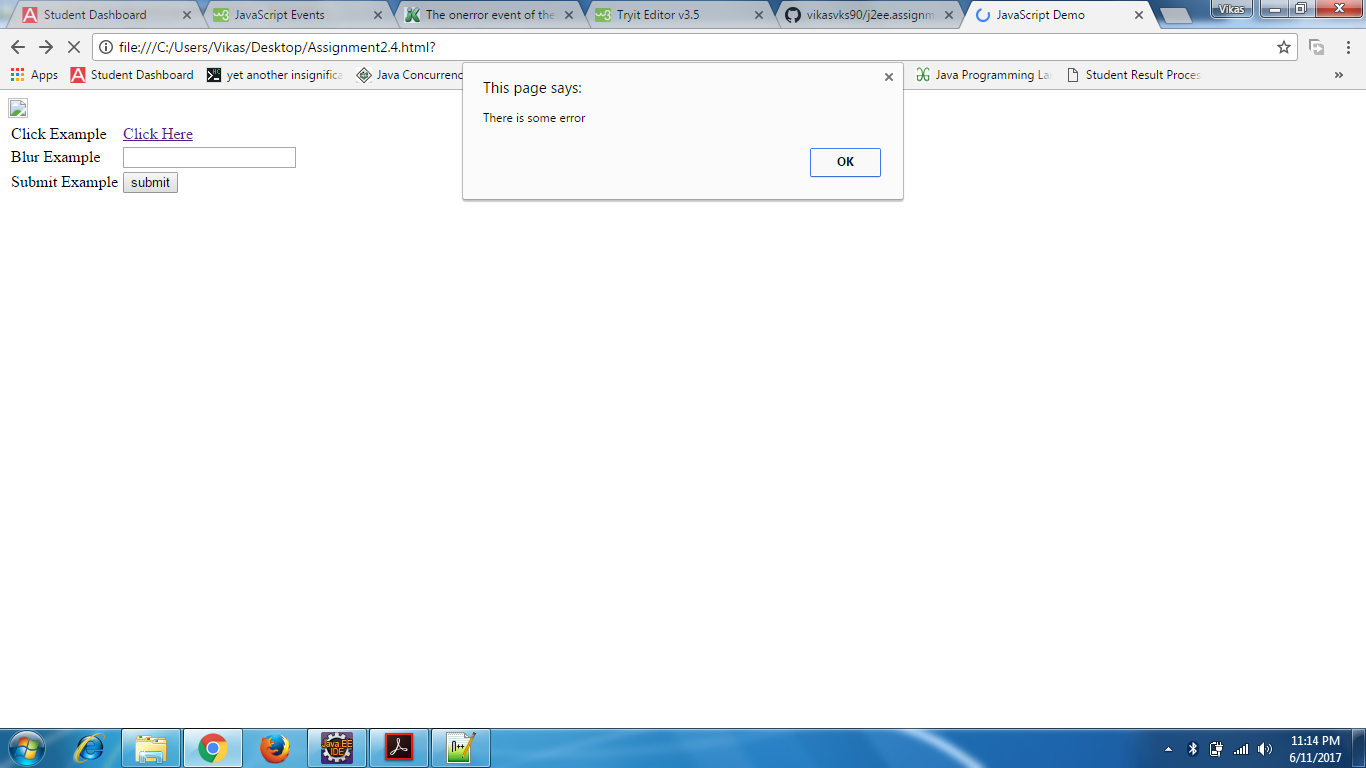 Student Dashboard
JavaScript Events
The onerror event of the
Tryit Editor v3.5
vikasvks90/j2ee.assignm
JavaScript Demo
Vikas
file:///C:/Users/Vikas/Desktop/Assignment2.4.html?
Apps
Student Dashboard
yet another insignifica
Java Concurrenc
Java Programming La
Student Result Proces
This page says:
There is some error
OK
Click Example Click Here
Blur Example
Submit Example submit
Java EE
IDE
11:14 PM
6/11/2017